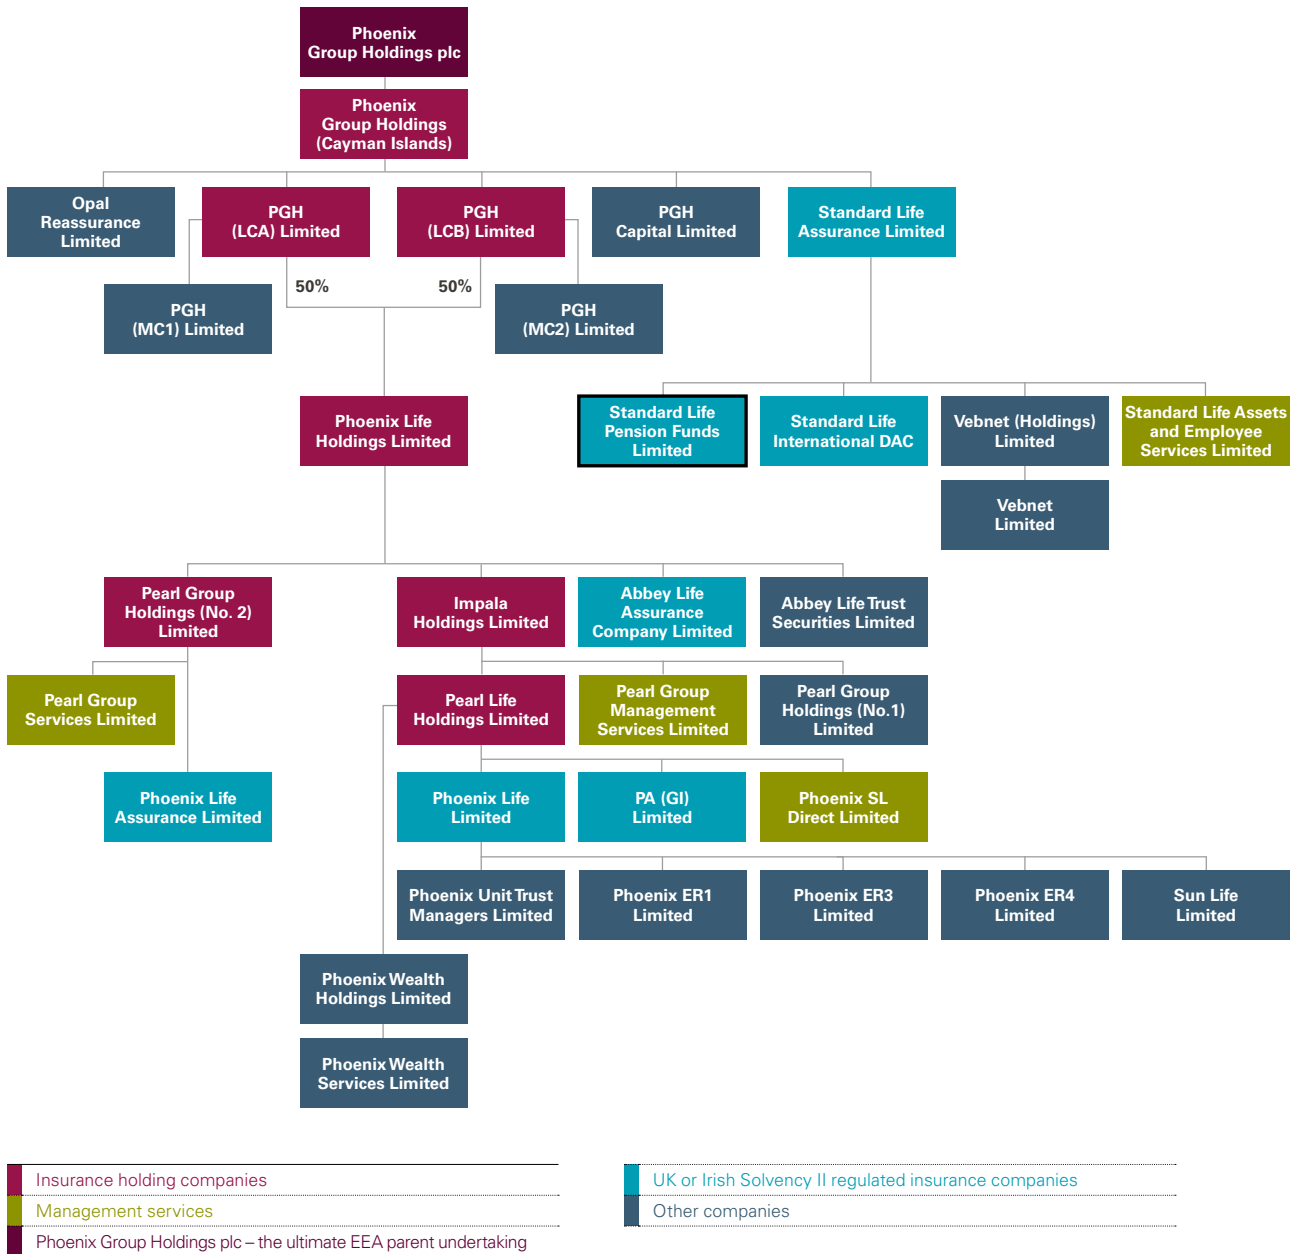 Phoenix
Group Holdings plc
Phoenix
Group Holdings
(Cayman Islands)
Opal
Reassurance
Limited
PGH
(LCA) Limited
PGH
(LCB) Limited
PGH
Capital Limited
Standard Life
Assurance Limited
50%
50%
PGH
(MC1) Limited
PGH
(MC2) Limited
Phoenix Life
Holdings Limited
Standard Life
Pension Funds
Limited
Standard Life
International DAC
Vebnet (Holdings)
Limited
Standard Life Assets
and Employee
Services Limited
Vebnet
Limited
Pearl Group
Holdings (No. 2)
Limited
Impala
Holdings Limited
Abbey Life
Assurance
Company Limited
Abbey Life Trust
Securities Limited
Pearl Group
Services Limited
Pearl Life
Holdings Limited
Pearl Group
Management
Services Limited
Pearl Group
Holdings (No.1)
Limited
Phoenix Life
Assurance Limited
Phoenix Life
Limited
PA (GI)
Limited
Phoenix SL
Direct Limited
Phoenix Unit Trust
Managers Limited
Phoenix ER1
Limited
Phoenix ER3
Limited
Phoenix ER4
Limited
Sun Life
Limited
Phoenix Wealth
Holdings Limited
Phoenix Wealth
Services Limited
Insurance holding companies
Management services
Phoenix Group Holdings plc – the ultimate EEA parent undertaking
UK or Irish Solvency II regulated insurance companies
Other companies